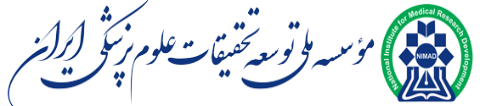 مؤسسه ملی توسعه تحقیقات علوم پزشکی ایران
National Institute for Medical Research Development
NIMAD